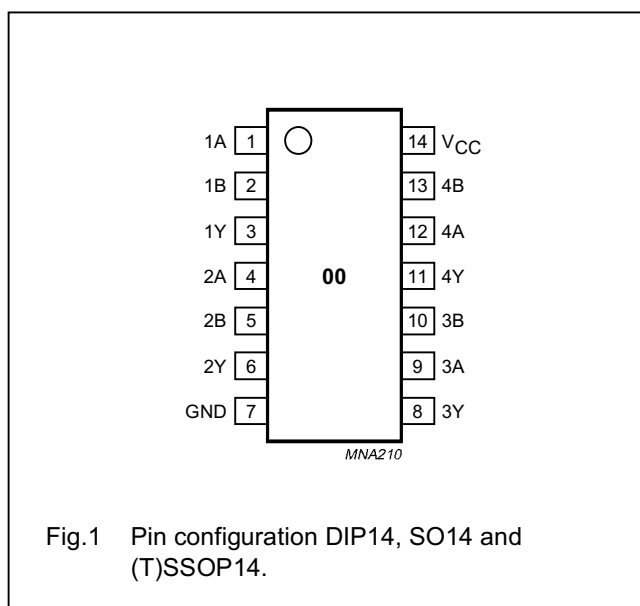 1A 1 14 VCC
1B 2 13 4B
1Y 3 12 4A
2A 4 00 11 4Y
2B 5 10 3B
2Y 6 9 3A
GND 7 8 3Y
MNA210
Fig.1 Pin configuration DIP14, SO14 and
(T)SSOP14.